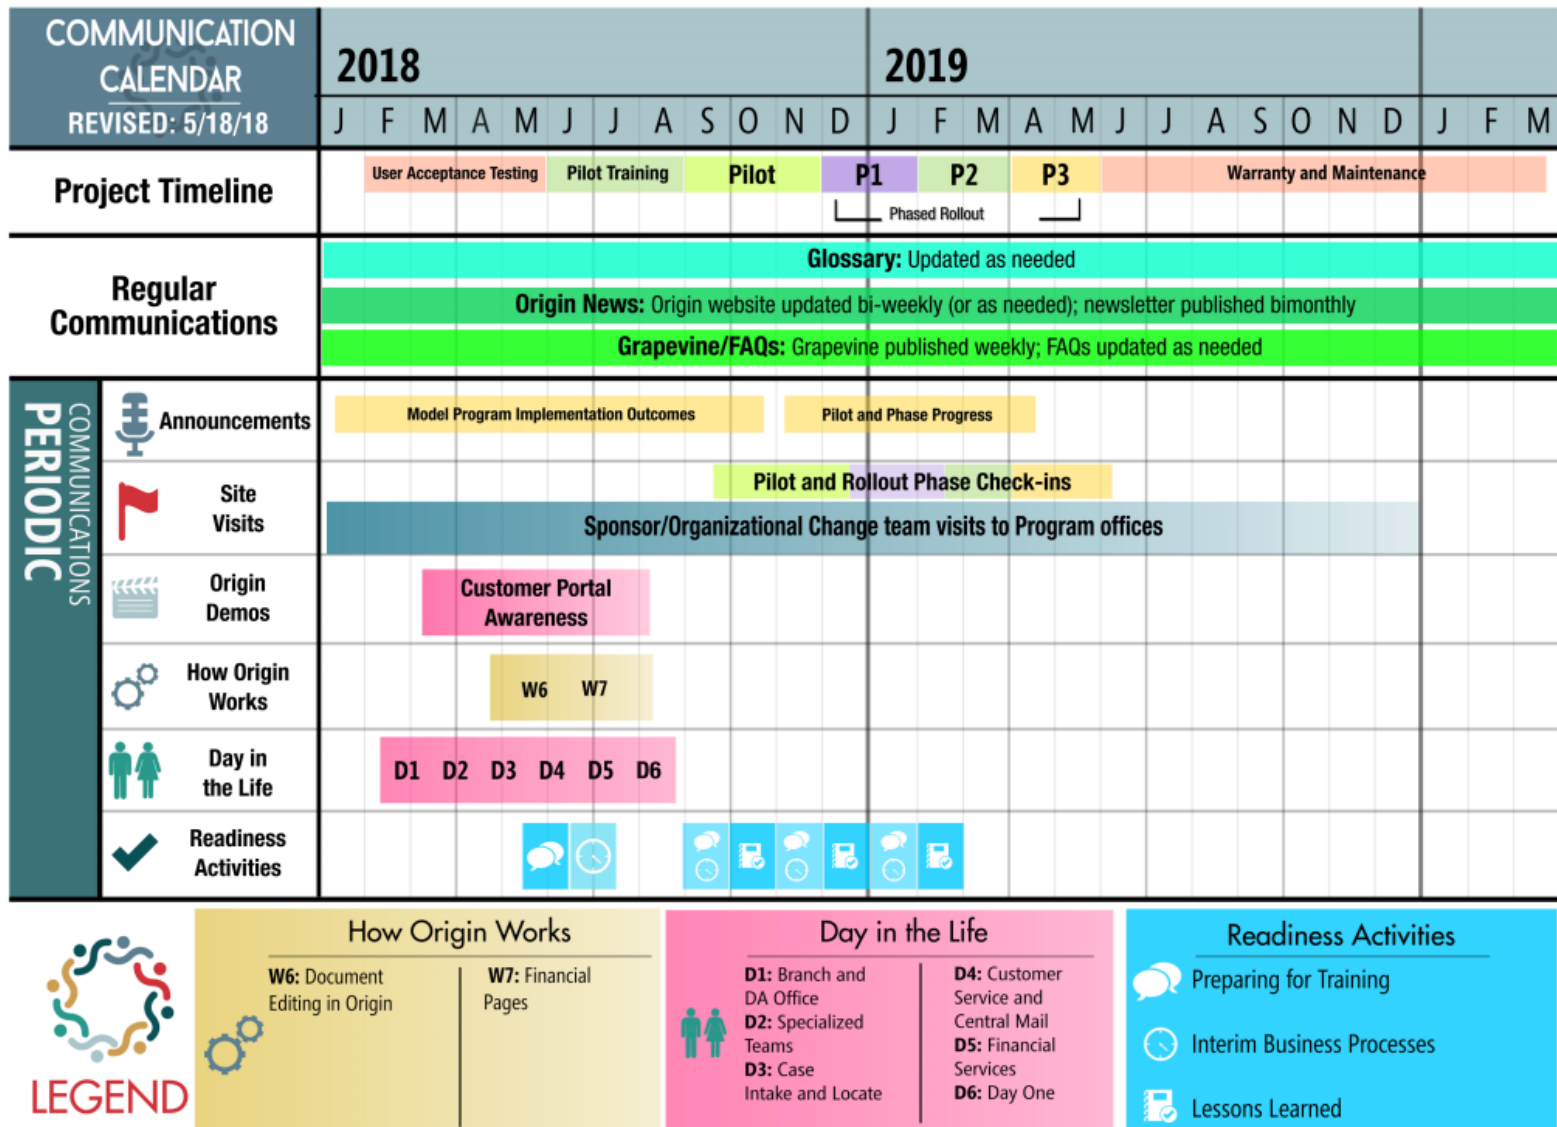 COMMUNICATION
CALENDAR
REVISED: 5/18/18
2018
2019
J F M A M J J A S O N D J F M A M J J A S O N D J F M
Project Timeline
User Acceptance Testing
Pilot Training
Pilot
P1
P2
P3
Warranty and Maintenance
Phased Rollout
Regular
Communications
Glossary: Updated as needed
Origin News: Origin website updated bi-weekly (or as needed); newsletter published bimonthly
Grapevine/FAQs: Grapevine published weekly; FAQs updated as needed
PERIODIC
COMMUNICATIONS
Announcements
Model Program Implementation Outcomes
Pilot and Phase Progress
Site
Visits
Pilot and Rollout Phase Check-ins
Sponsor/Organizational Change team visits to Program offices
Origin
Demos
Customer Portal
Awareness
How Origin
Works
W6 W7
Day in
the Life
D1 D2 D3 D4 D5 D6
Readiness
Activities
LEGEND
How Origin Works
W6: Document
Editing in Origin
W7: Financial
Pages
Day in the Life
D1: Branch and
DA Office
D2: Specialized
Teams
D3: Case
Intake and Locate
D4: Customer
Service and
Central Mail
D5: Financial
Services
D6: Day One
Readiness Activities
Preparing for Training
Interim Business Processes
Lessons Learned